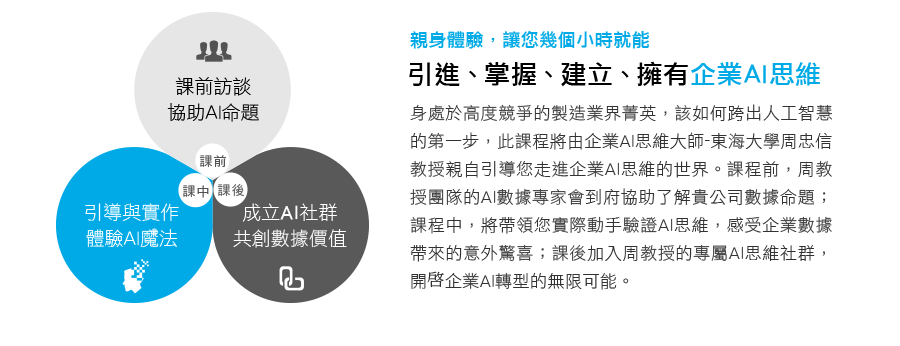 課前訪談
協助AI命題
課前
課中
課後
引導與實作
體驗AI魔法
成立AI社群
共創數據價值
親身體驗，讓您幾個小時就能
引進、掌握、建立、擁有企業AI思維
身處於高度競爭的製造業界菁英，該如何跨出人工智慧
的第一步，此課程將由企業AI思維大師-東海大學周忠信
教授親自引導您走進企業AI思維的世界。課程前，周教
授團隊的AI數據專家會到府協助了解貴公司數據命題；
課程中，將帶領您實際動手驗證AI思維，感受企業數據
帶來的意外驚喜；課後加入周教授的專屬AI思維社群，
開啓企業AI轉型的無限可能。